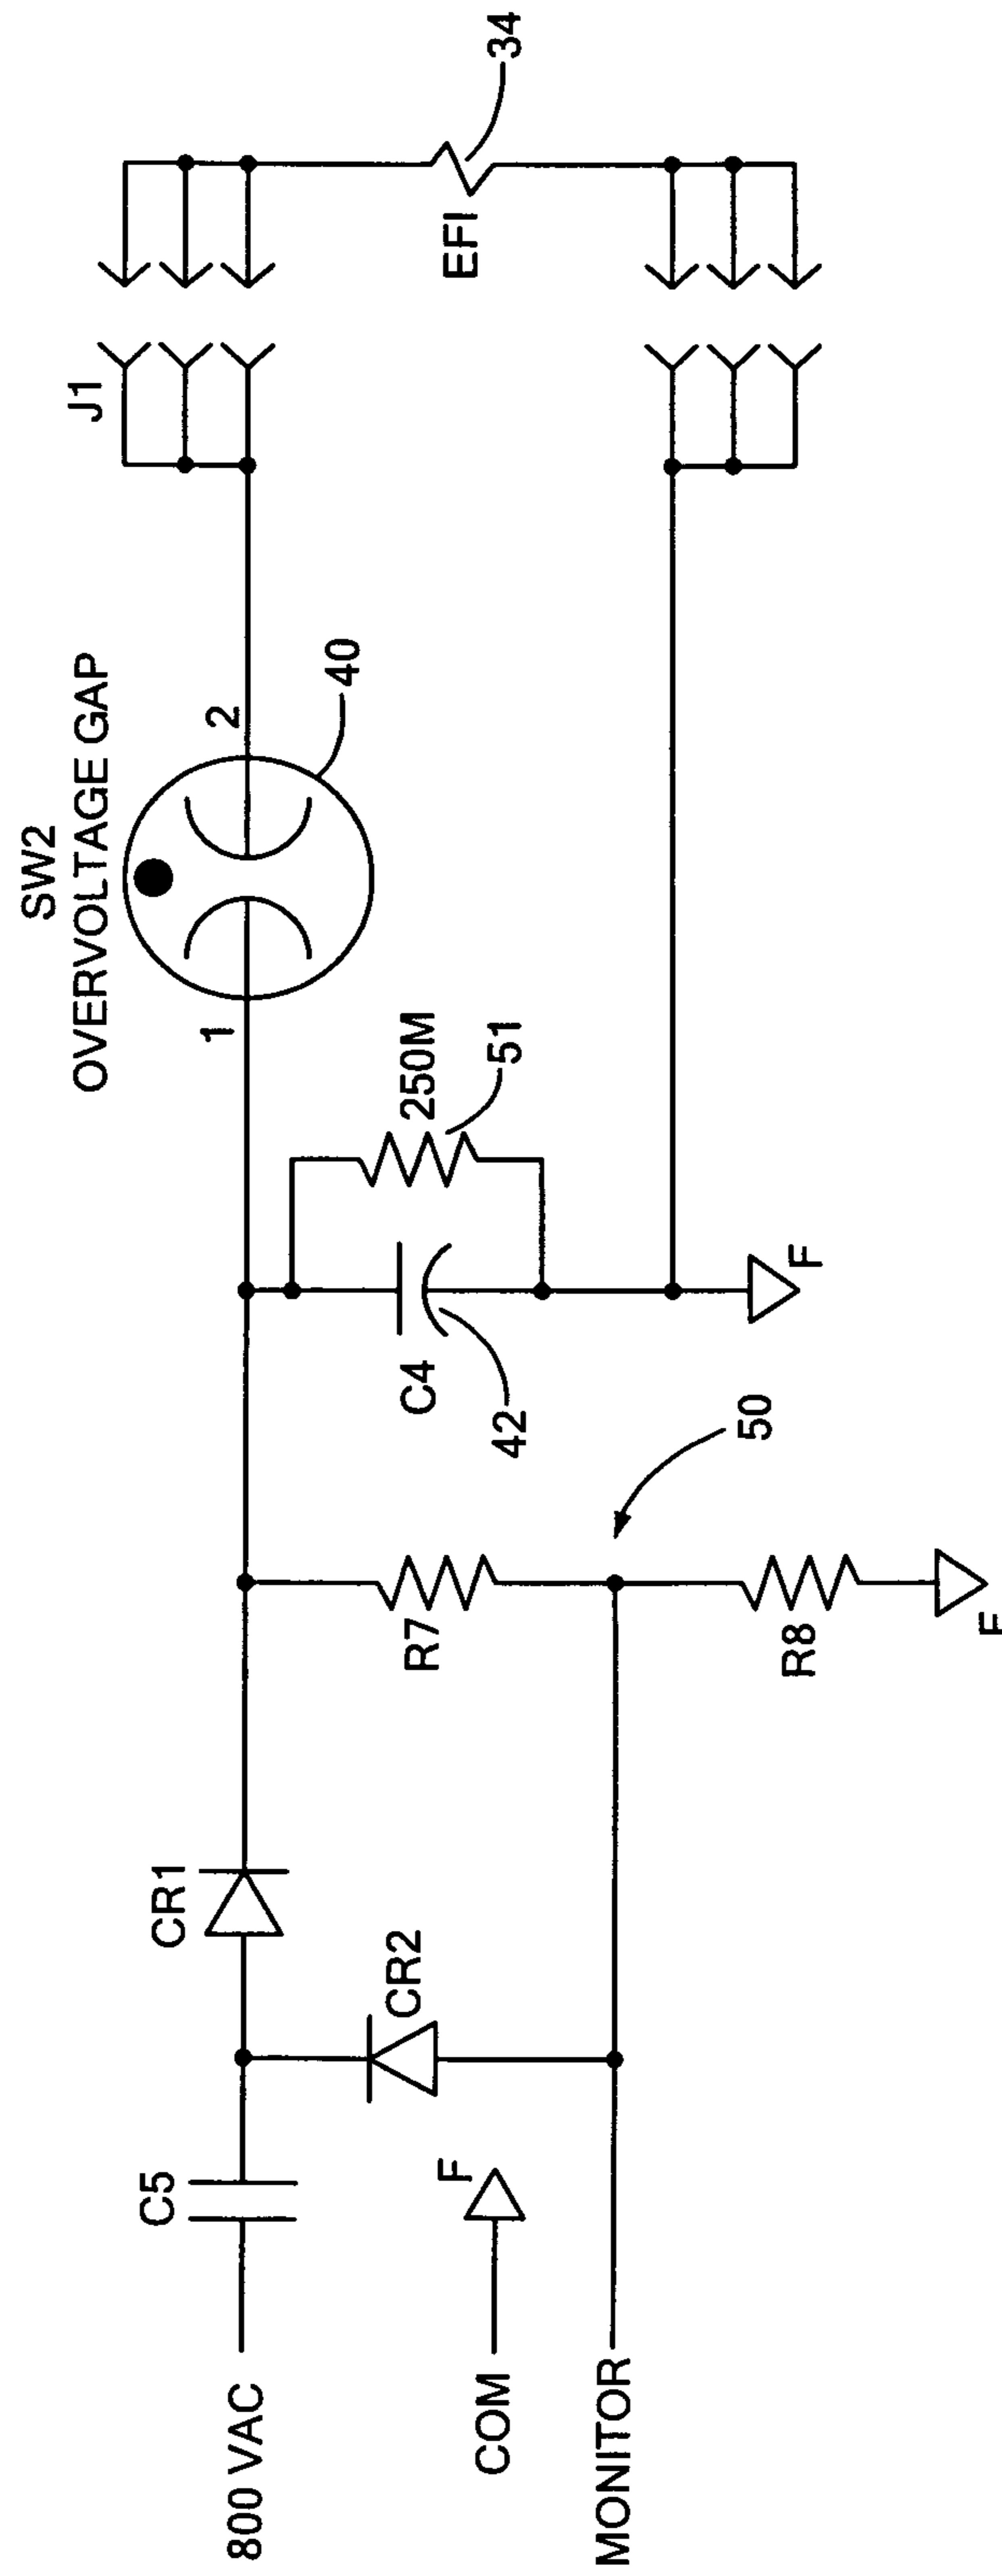 SW2
OVERVOLTAGE GAP
1
2
40
J1
34
EFI
250M
51
C4
42
50
F
R7
R8
F
CR1
CR2
C5
F
800 VAC
COM
MONITOR